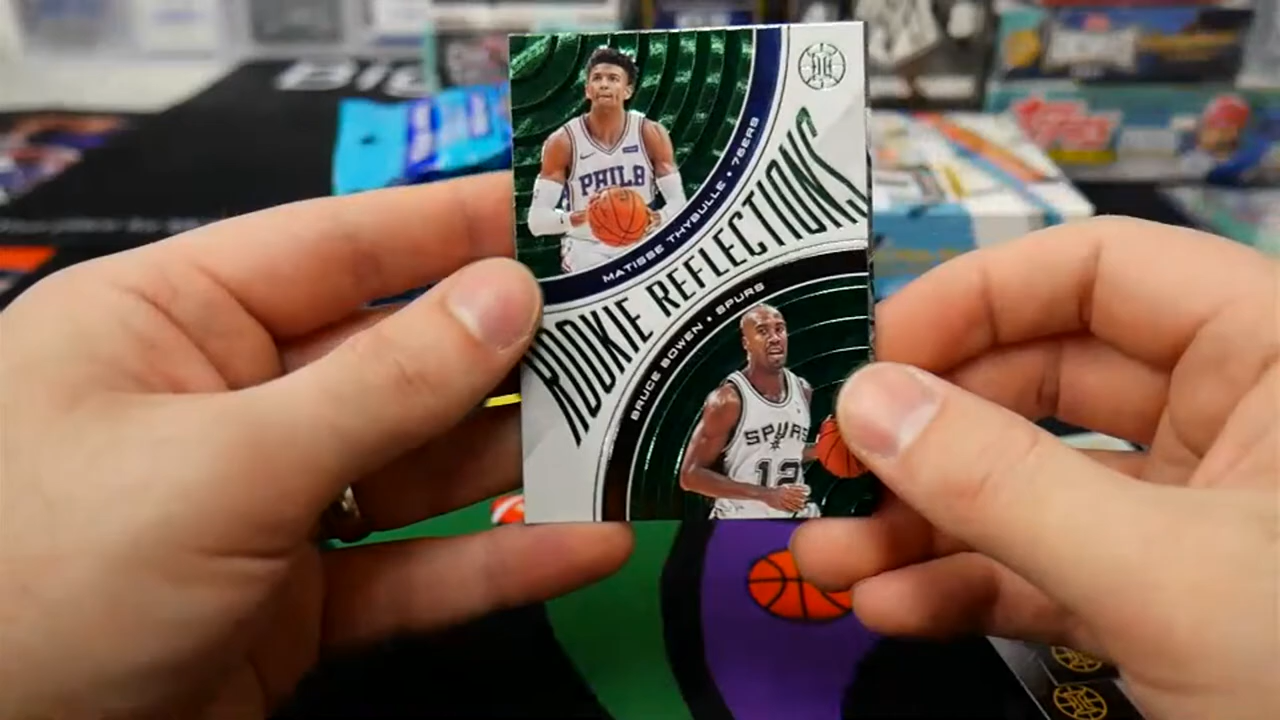 PHILA
MATISSE THYBULLE • 76ERS
ROOKIE REFLECTIONS
BRUCE BOWEN • SPURS
SPURS
12